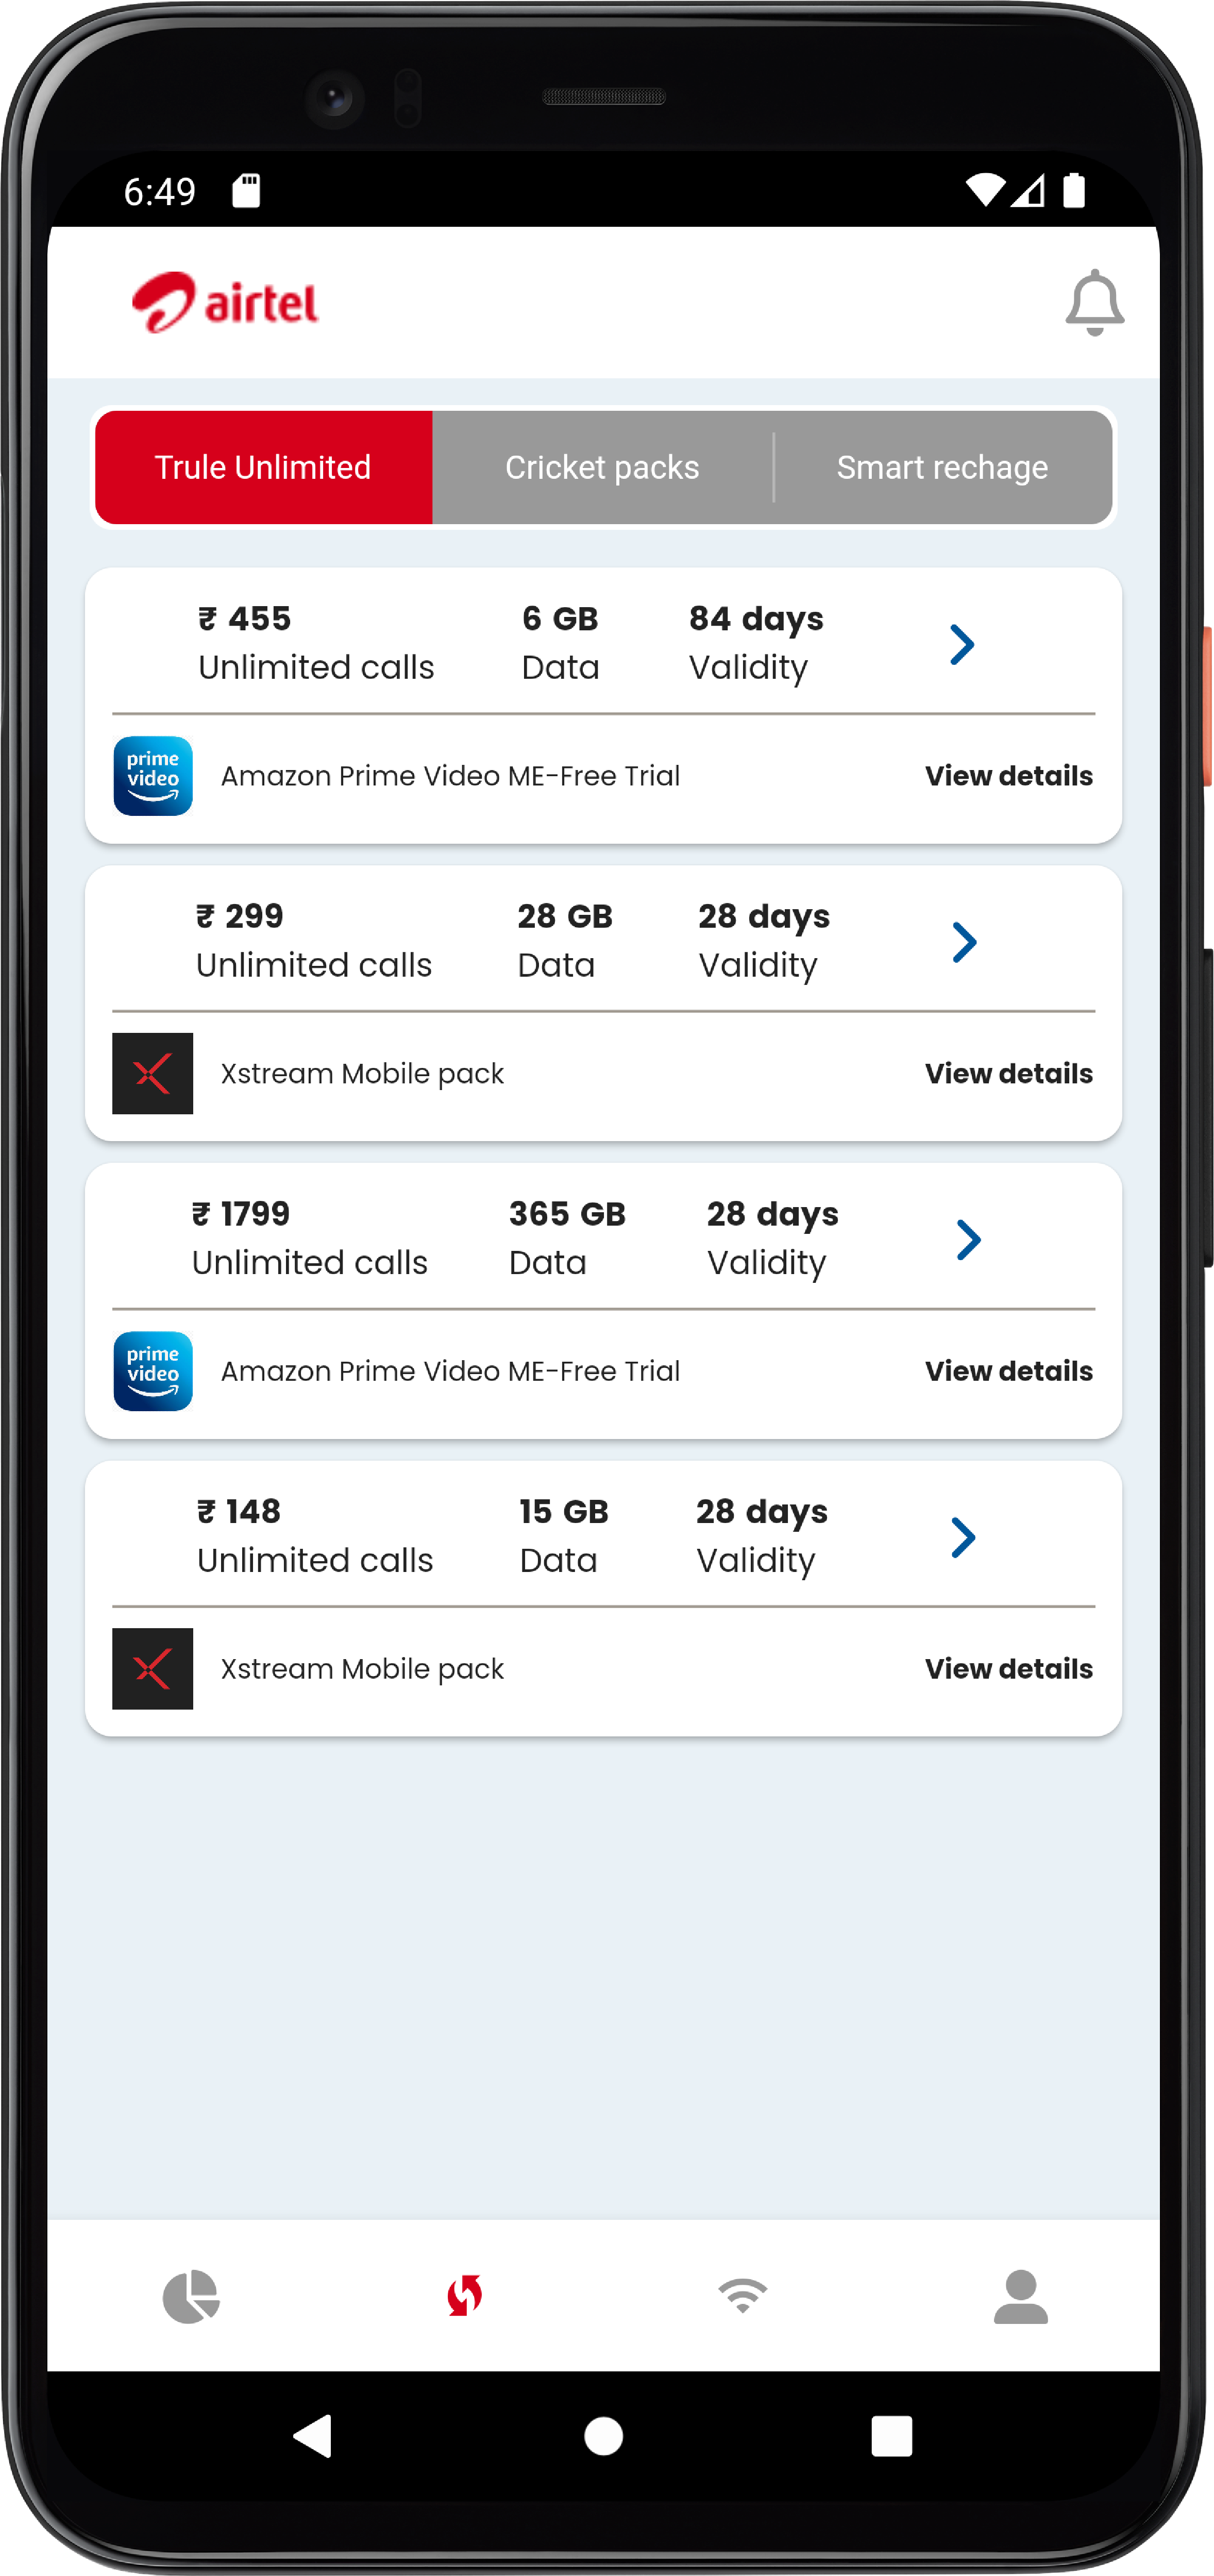 6:49
airtel
Trule Unlimited Cricket packs Smart rechage
₹ 455 6 GB 84 days
Unlimited calls Data Validity
prime video Amazon Prime Video ME-Free Trial View details
₹ 299 28 GB 28 days
Unlimited calls Data Validity
Xstream Mobile pack View details
₹ 1799 365 GB 28 days
Unlimited calls Data Validity
prime video Amazon Prime Video ME-Free Trial View details
₹ 148 15 GB 28 days
Unlimited calls Data Validity
Xstream Mobile pack View details